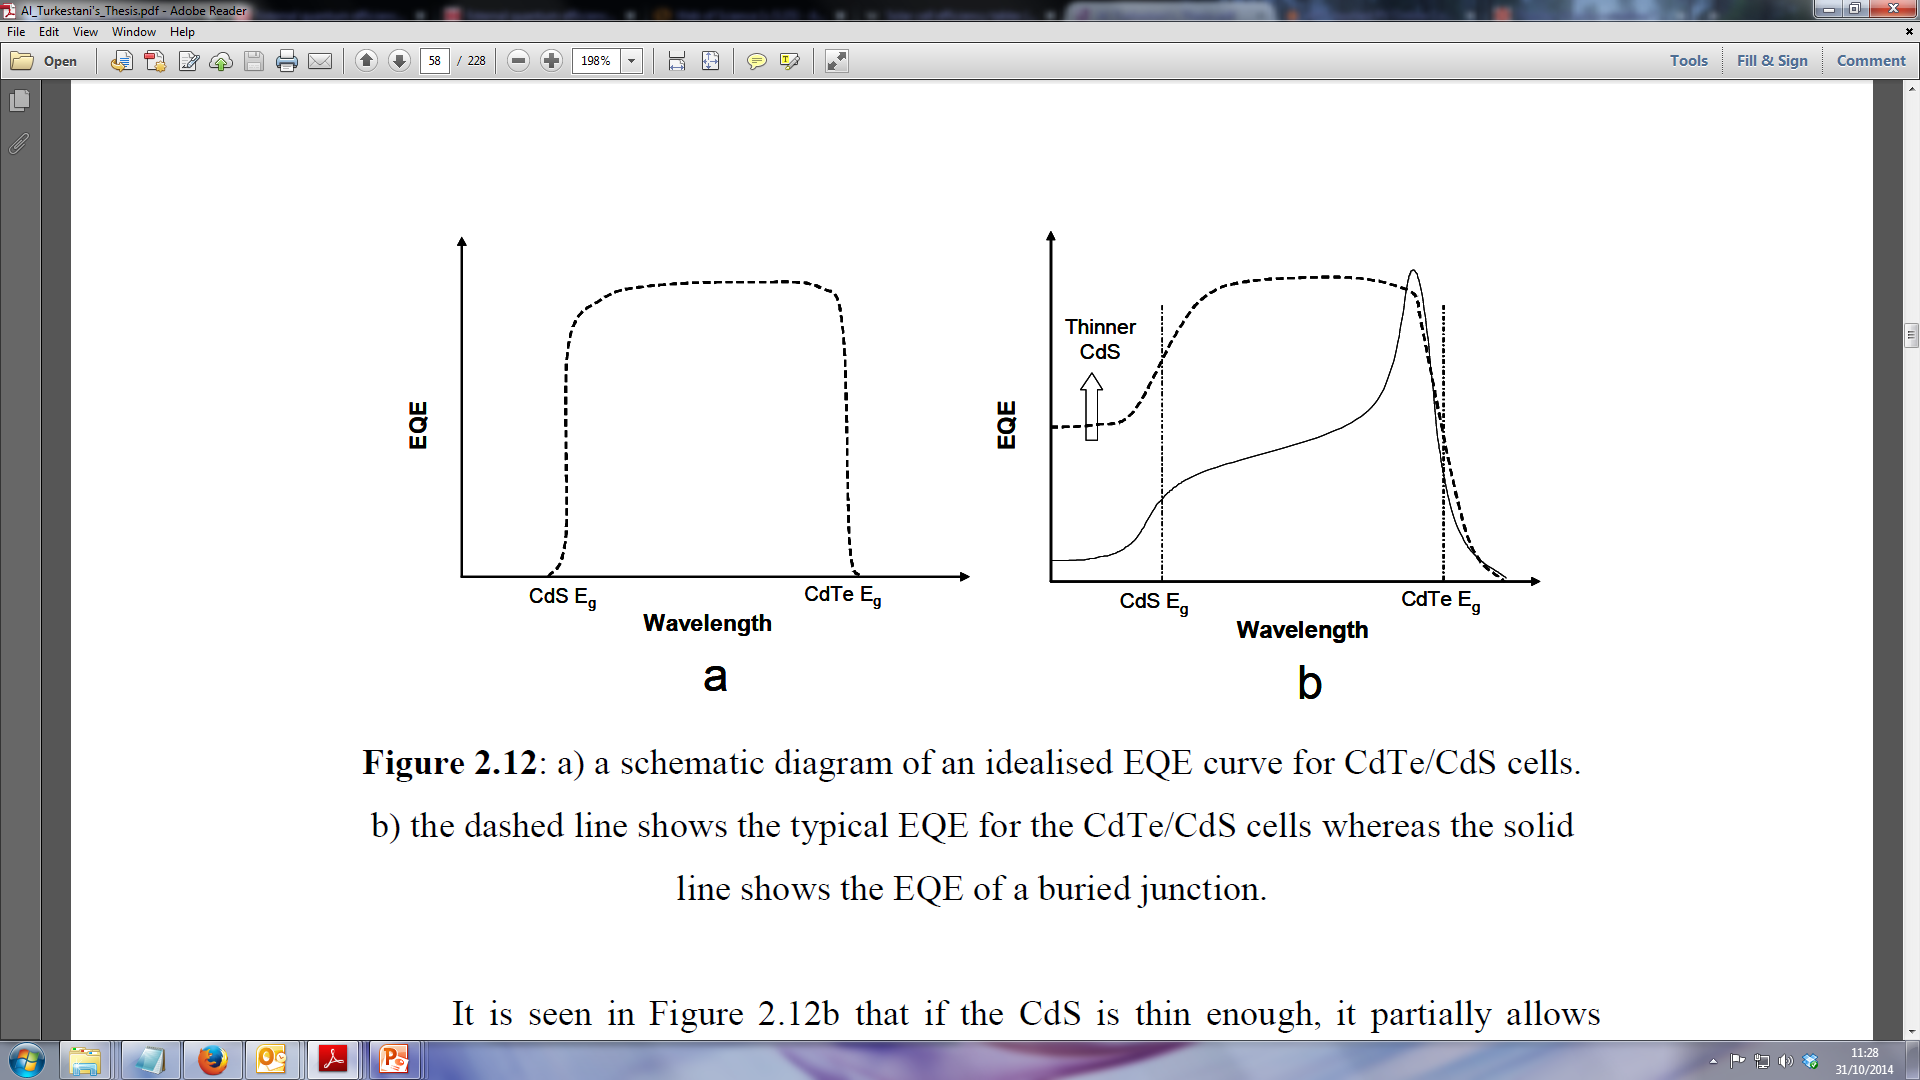 Al_Turkestani's_Thesis.pdf - Adobe Reader
File Edit View Window Help
Open 58 / 228 198% Tools Fill & Sign Comment
EQE
CdS Eg
CdTe Eg
Wavelength
a
Thinner
CdS
EQE
CdS Eg
CdTe Eg
Wavelength
b
Figure 2.12: a) a schematic diagram of an idealised EQE curve for CdTe/CdS cells.
b) the dashed line shows the typical EQE for the CdTe/CdS cells whereas the solid
line shows the EQE of a buried junction.
It is seen in Figure 2.12b that if the CdS is thin enough, it partially allows
11:28
31/10/2014